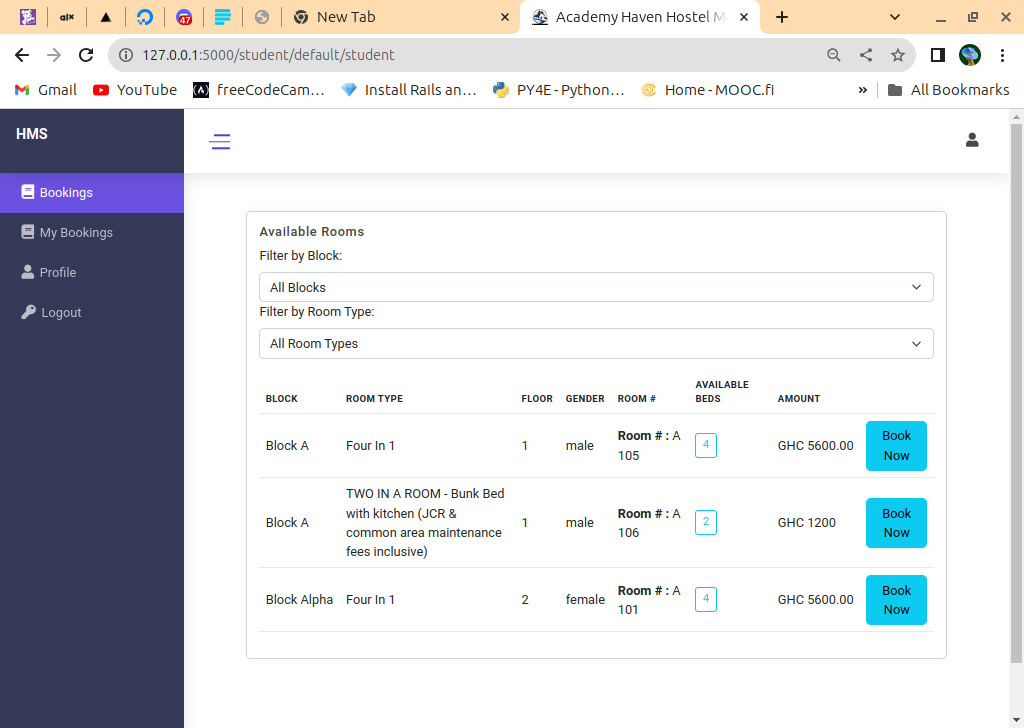 alx
47
New Tab
Academy Haven Hostel M
127.0.0.1:5000/student/default/student
Gmail
YouTube
freeCodeCam...
Install Rails an...
PY4E - Python...
Home - MOOC.fi
»
All Bookmarks
HMS
Bookings
My Bookings
Profile
Logout
Available Rooms
Filter by Block:
All Blocks
Filter by Room Type:
All Room Types
BLOCK ROOM TYPE FLOOR GENDER ROOM # AVAILABLE BEDS AMOUNT
Block A Four In 1 1 male Room # : A 105 4 GHC 5600.00 Book Now
Block A TWO IN A ROOM - Bunk Bed with kitchen (JCR & common area maintenance fees inclusive) 1 male Room # : A 106 2 GHC 1200 Book Now
Block Alpha Four In 1 2 female Room # : A 101 4 GHC 5600.00 Book Now